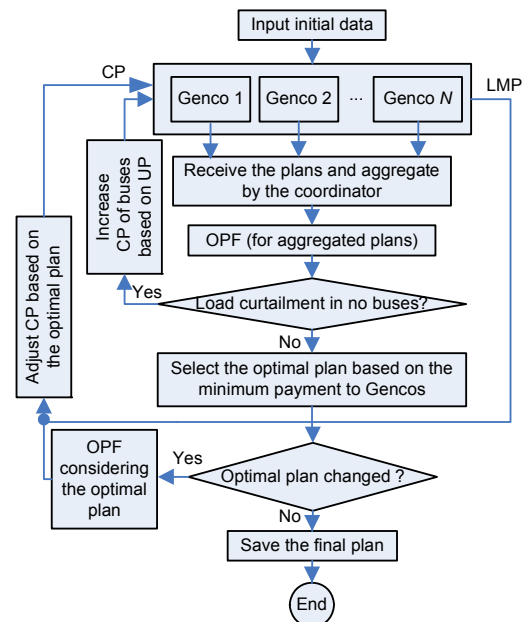 Input initial data
CP
LMP
Genco 1
Genco 2
...
Genco N
Receive the plans and aggregate
by the coordinator
Increase
CP of buses
based on UP
OPF (for aggregated plans)
Adjust CP based on
the optimal plan
Yes
Load curtailment in no buses?
No
Select the optimal plan based on the
minimum payment to Gencos
OPF
considering
the optimal
plan
Yes
Optimal plan changed ?
No
Save the final plan
End